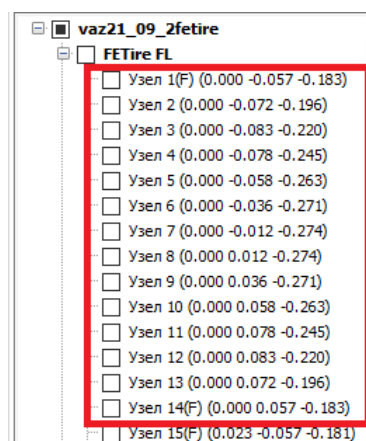 vaz21_09_2fetire
FETire FL
Узел 1(F) (0.000 -0.057 -0.183)
Узел 2 (0.000 -0.072 -0.196)
Узел 3 (0.000 -0.083 -0.220)
Узел 4 (0.000 -0.078 -0.245)
Узел 5 (0.000 -0.058 -0.263)
Узел 6 (0.000 -0.036 -0.271)
Узел 7 (0.000 -0.012 -0.274)
Узел 8 (0.000 0.012 -0.274)
Узел 9 (0.000 0.036 -0.271)
Узел 10 (0.000 0.058 -0.263)
Узел 11 (0.000 0.078 -0.245)
Узел 12 (0.000 0.083 -0.220)
Узел 13 (0.000 0.072 -0.196)
Узел 14(F) (0.000 0.057 -0.183)
Узел 15(F) (0.023 -0.057 -0.181)